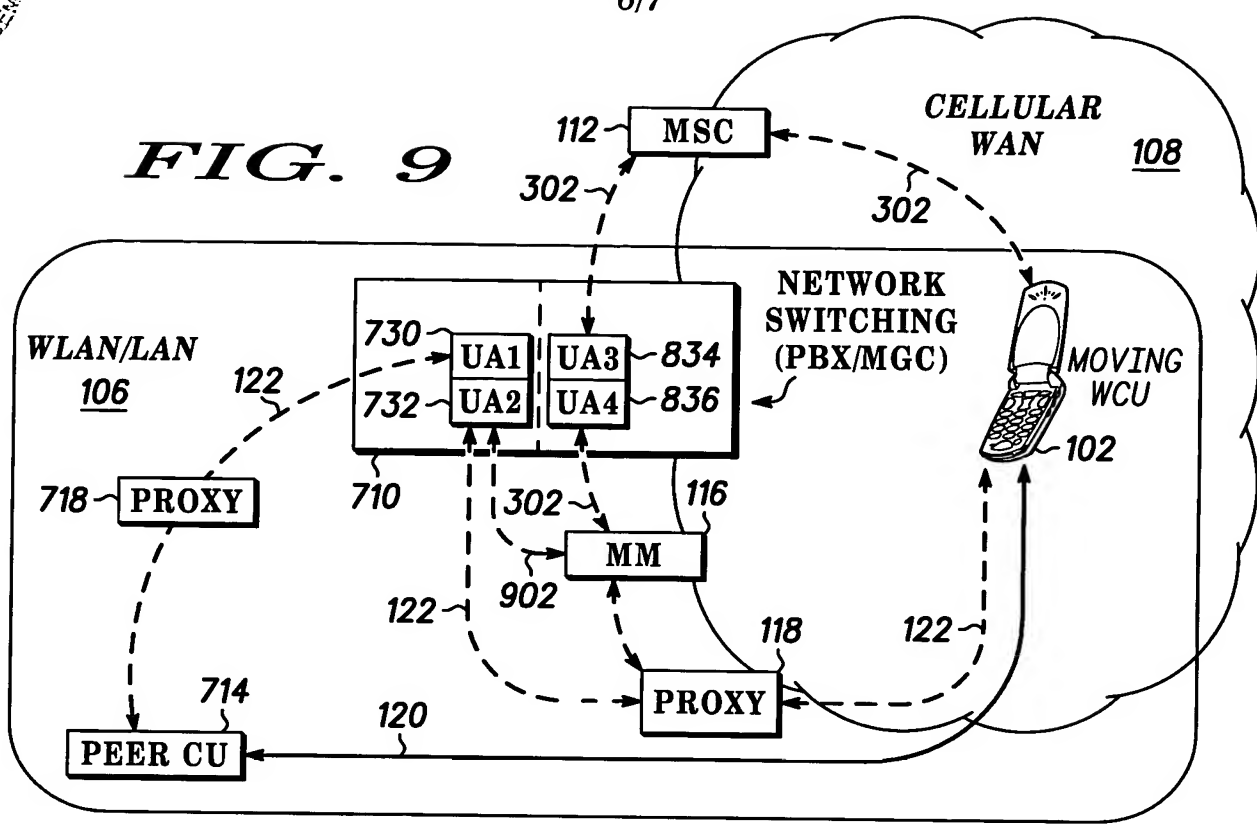 6/7
FIG. 9
112
MSC
CELLULAR
WAN
108
302
302
NETWORK
SWITCHING
(PBX/MGC)
WLAN/LAN
106
730
UA1
UA3
834
122
732
UA2
UA4
836
MOVING
WCU
102
718
PROXY
710
302
116
MM
902
122
118
122
PROXY
714
120
PEER CU